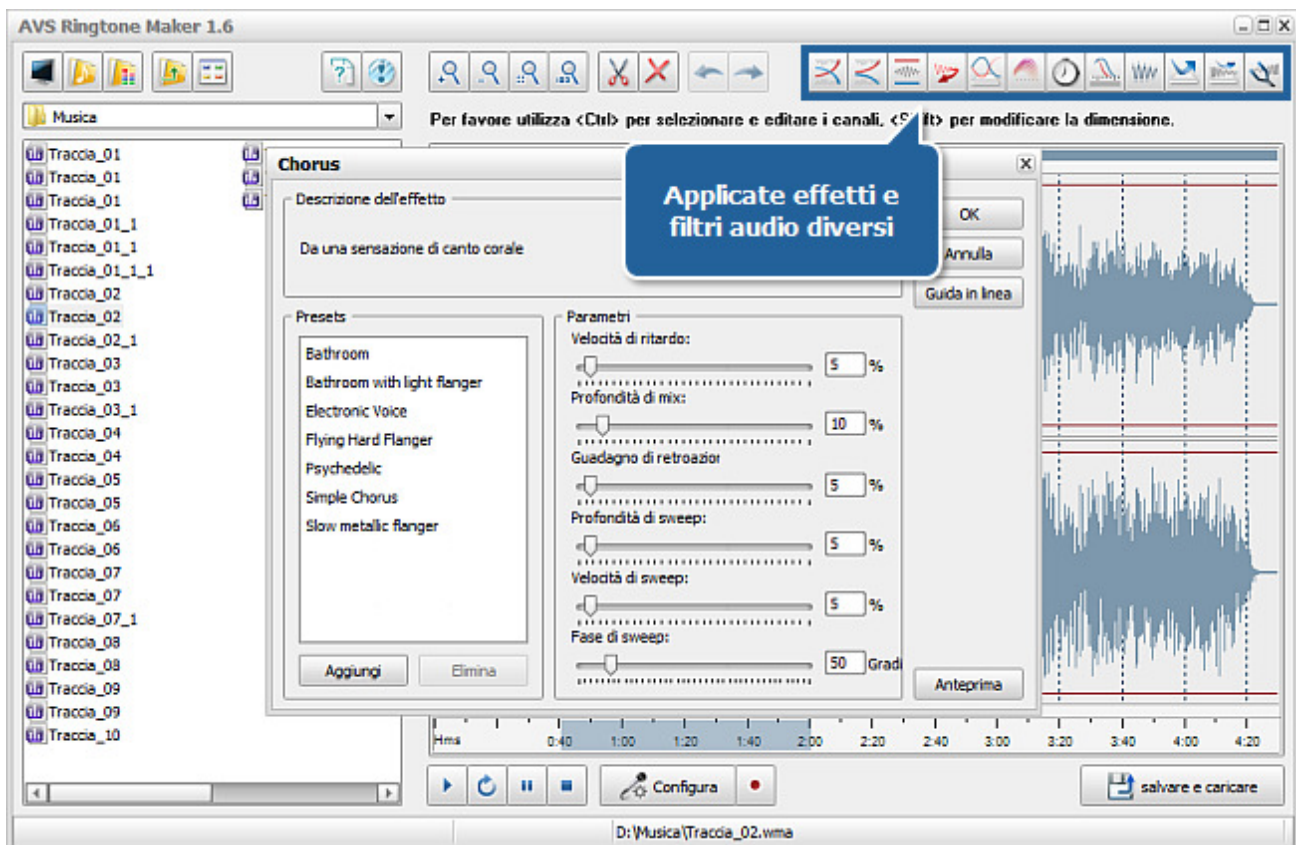 AVS Ringtone Maker 1.6
Musica
Per favore utilizza <Ctrl> per selezionare e editare i canali, <S ft> per modificare la dimensione.
Applicate effetti e
filtri audio diversi
Traccia_01
Traccia_01
Traccia_01
Traccia_01_1
Traccia_01_1
Traccia_01_1_1
Traccia_02
Traccia_02
Traccia_02_1
Traccia_03
Traccia_03
Traccia_03_1
Traccia_04
Traccia_04
Traccia_05
Traccia_05
Traccia_06
Traccia_06
Traccia_07
Traccia_07
Traccia_07_1
Traccia_08
Traccia_08
Traccia_09
Traccia_09
Traccia_10
Chorus
Descrizione dell'effetto
Da una sensazione di canto corale
OK
Annulla
Guida in linea
Presets
Bathroom
Bathroom with light flanger
Electronic Voice
Flying Hard Flanger
Psychedelic
Simple Chorus
Slow metallic flanger
Aggiungi
Elimina
Parametri
Velocità di ritardo:
5 %
Profondità di mix:
10 %
Guadagno di retroazior
5 %
Profondità di sweep:
5 %
Velocità di sweep:
5 %
Fase di sweep:
50 Gradi
Anteprima
Hms 0:40 1:00 1:20 1:40 2:00 2:20 2:40 3:00 3:20 3:40 4:00 4:20
Configura
salvare e caricare
D:\Musica\Traccia_02.wma